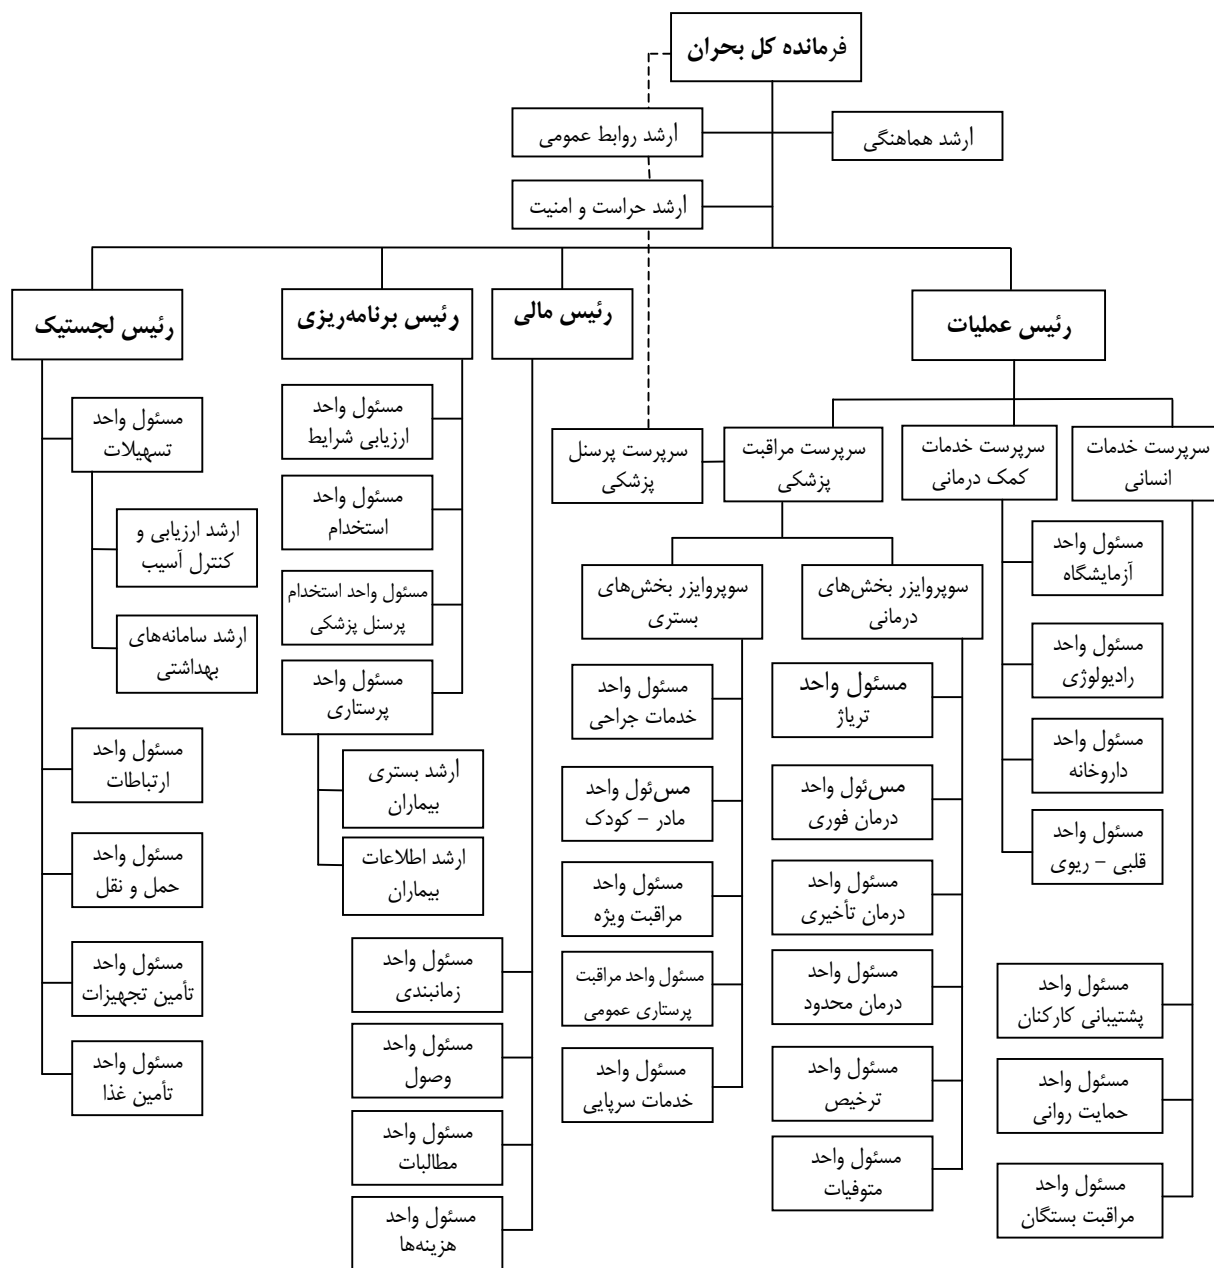 فرمانده کل بحران
ارشد هماهنگی
ارشد روابط عمومی
ارشد حراست و امنیت
رئیس عملیات
رئیس مالی
رئیس برنامه‌ریزی
رئیس لجستیک
سرپرست خدمات
انسانی
سرپرست خدمات
کمک درمانی
سرپرست مراقبت
پزشکی
سرپرست پرسنل
پزشکی
مسئول واحد
پشتیبانی کارکنان
مسئول واحد
حمایت روانی
مسئول واحد
مراقبت بستگان
مسئول واحد
آزمایشگاه
مسئول واحد
رادیولوژی
مسئول واحد
داروخانه
مسئول واحد
قلبی – ریوی
سوپروایزر بخش‌های
درمانی
مسئول واحد
تریاژ
مسئول واحد
درمان فوری
مسئول واحد
درمان تأخیری
مسئول واحد
درمان محدود
مسئول واحد
ترخیص
مسئول واحد
متوفیات
سوپروایزر بخش‌های
بستری
مسئول واحد
خدمات جراحی
مسئول واحد
مادر – کودک
مسئول واحد
مراقبت ویژه
مسئول واحد مراقبت
پرستاری عمومی
مسئول واحد
خدمات سرپایی
مسئول واحد
زمانبندی
مسئول واحد
وصول
مسئول واحد
مطالبات
مسئول واحد
هزینه‌ها
مسئول واحد
ارزیابی شرایط
مسئول واحد
استخدام
مسئول واحد استخدام
پرسنل پزشکی
مسئول واحد
پرستاری
ارشد بستری
بیماران
ارشد اطلاعات
بیماران
مسئول واحد
تسهیلات
ارشد ارزیابی و
کنترل آسیب
ارشد سامانه‌های
بهداشتی
مسئول واحد
ارتباطات
مسئول واحد
حمل و نقل
مسئول واحد
تأمین تجهیزات
مسئول واحد
تأمین غذا